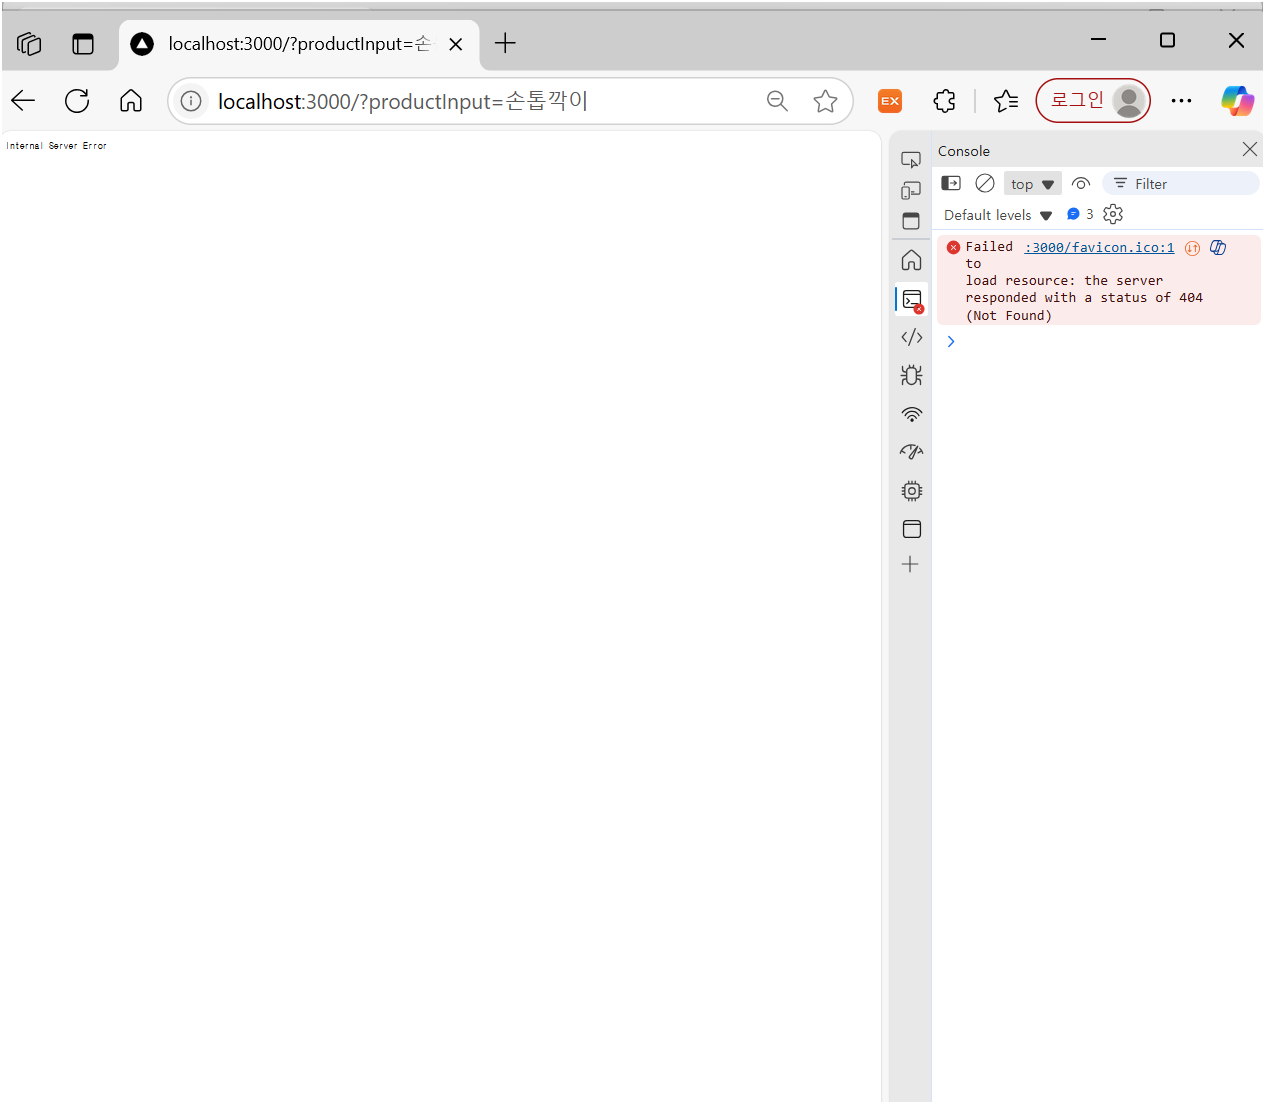 localhost:3000/?productInput=손
localhost:3000/?productInput=손톱깍이
EX
로그인
Internal Server Error
Console
top
Filter
Default levels
3
Failed :3000/favicon.ico:1
to
load resource: the server
responded with a status of 404
(Not Found)